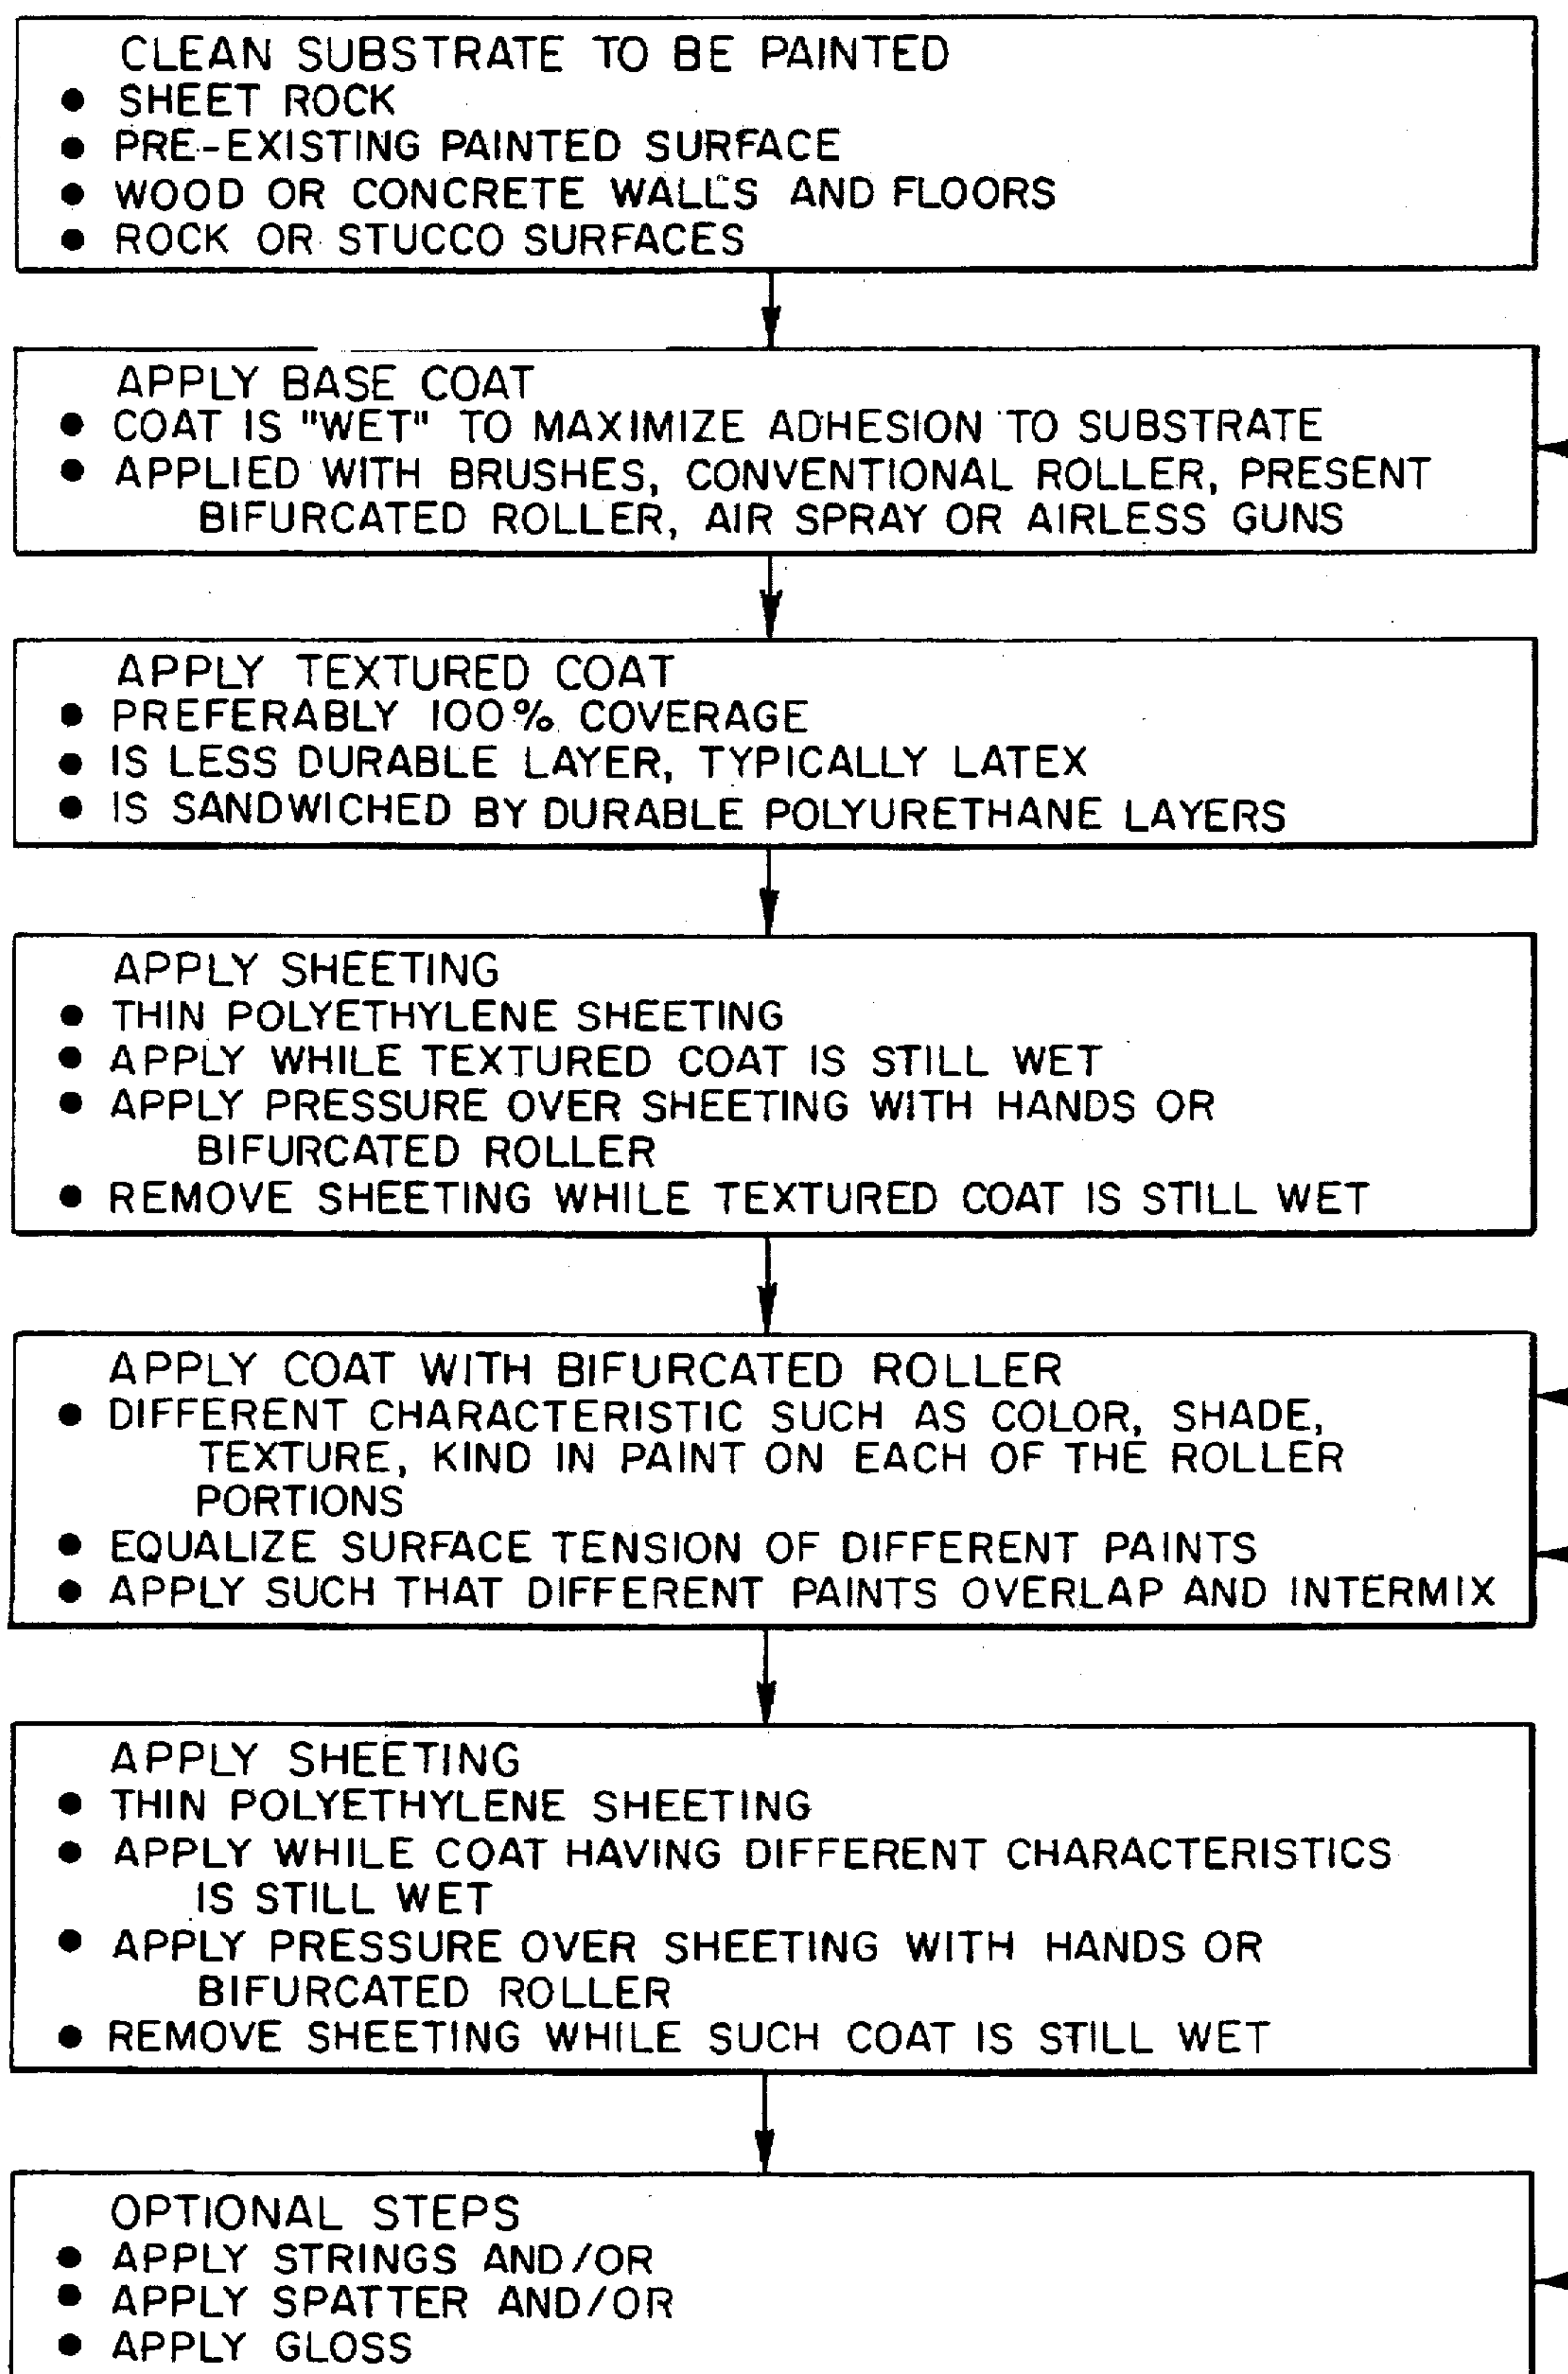 CLEAN SUBSTRATE TO BE PAINTED
● SHEET ROCK
● PRE-EXISTING PAINTED SURFACE
● WOOD OR CONCRETE WALLS AND FLOORS
● ROCK OR STUCCO SURFACES
APPLY BASE COAT
● COAT IS "WET" TO MAXIMIZE ADHESION TO SUBSTRATE
● APPLIED WITH BRUSHES, CONVENTIONAL ROLLER, PRESENT
BIFURCATED ROLLER, AIR SPRAY OR AIRLESS GUNS
APPLY TEXTURED COAT
● PREFERABLY 100% COVERAGE
● IS LESS DURABLE LAYER, TYPICALLY LATEX
● IS SANDWICHED BY DURABLE POLYURETHANE LAYERS
APPLY SHEETING
● THIN POLYETHYLENE SHEETING
● APPLY WHILE TEXTURED COAT IS STILL WET
● APPLY PRESSURE OVER SHEETING WITH HANDS OR
BIFURCATED ROLLER
● REMOVE SHEETING WHILE TEXTURED COAT IS STILL WET
APPLY COAT WITH BIFURCATED ROLLER
● DIFFERENT CHARACTERISTIC SUCH AS COLOR, SHADE,
TEXTURE, KIND IN PAINT ON EACH OF THE ROLLER
PORTIONS
● EQUALIZE SURFACE TENSION OF DIFFERENT PAINTS
● APPLY SUCH THAT DIFFERENT PAINTS OVERLAP AND INTERMIX
APPLY SHEETING
● THIN POLYETHYLENE SHEETING
● APPLY WHILE COAT HAVING DIFFERENT CHARACTERISTICS
IS STILL WET
● APPLY PRESSURE OVER SHEETING WITH HANDS OR
BIFURCATED ROLLER
● REMOVE SHEETING WHILE SUCH COAT IS STILL WET
OPTIONAL STEPS
● APPLY STRINGS AND/OR
● APPLY SPATTER AND/OR
● APPLY GLOSS